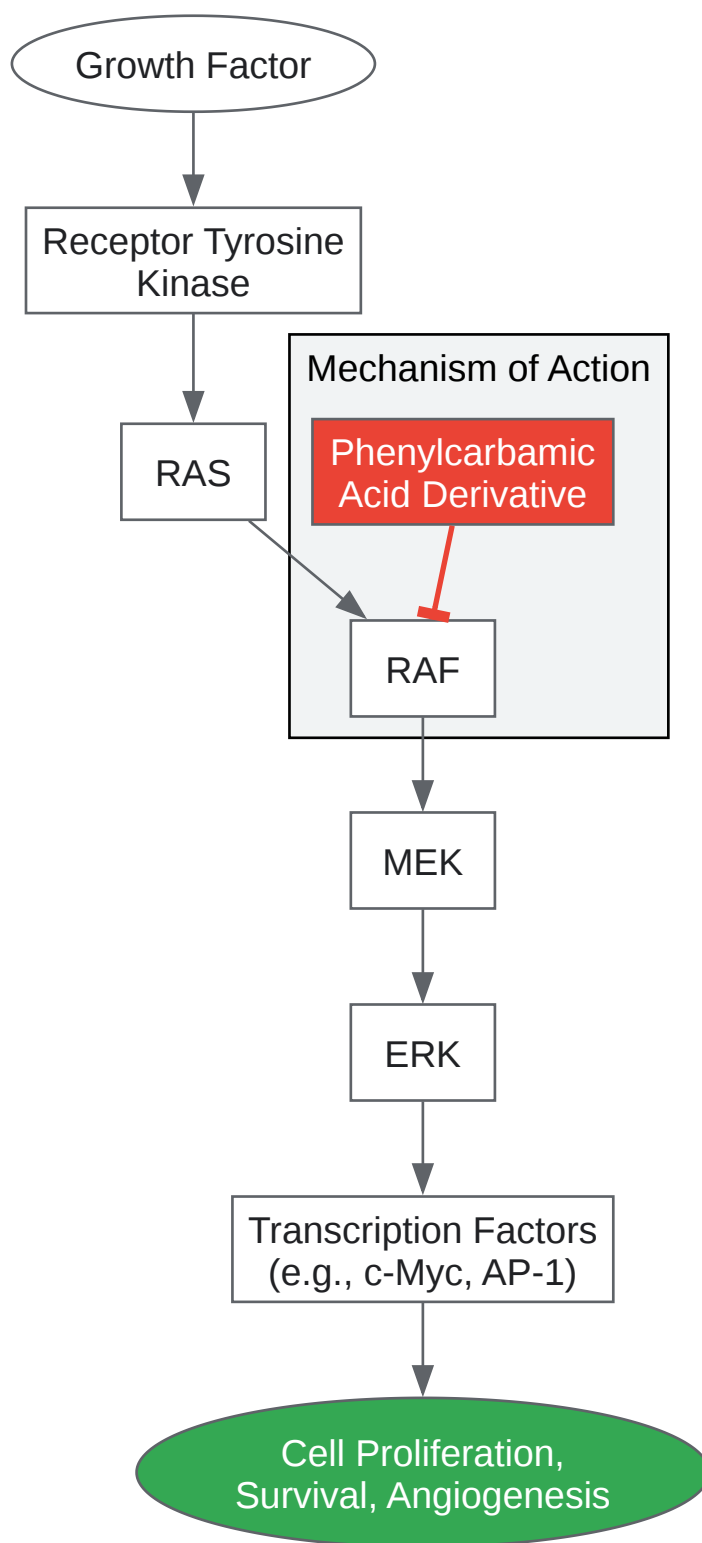 Growth Factor
Receptor Tyrosine
Kinase
Mechanism of Action
Phenylcarbamic
Acid Derivative
RAS
RAF
MEK
ERK
Transcription Factors
(e.g., c-Myc, AP-1)
Cell Proliferation,
Survival, Angiogenesis